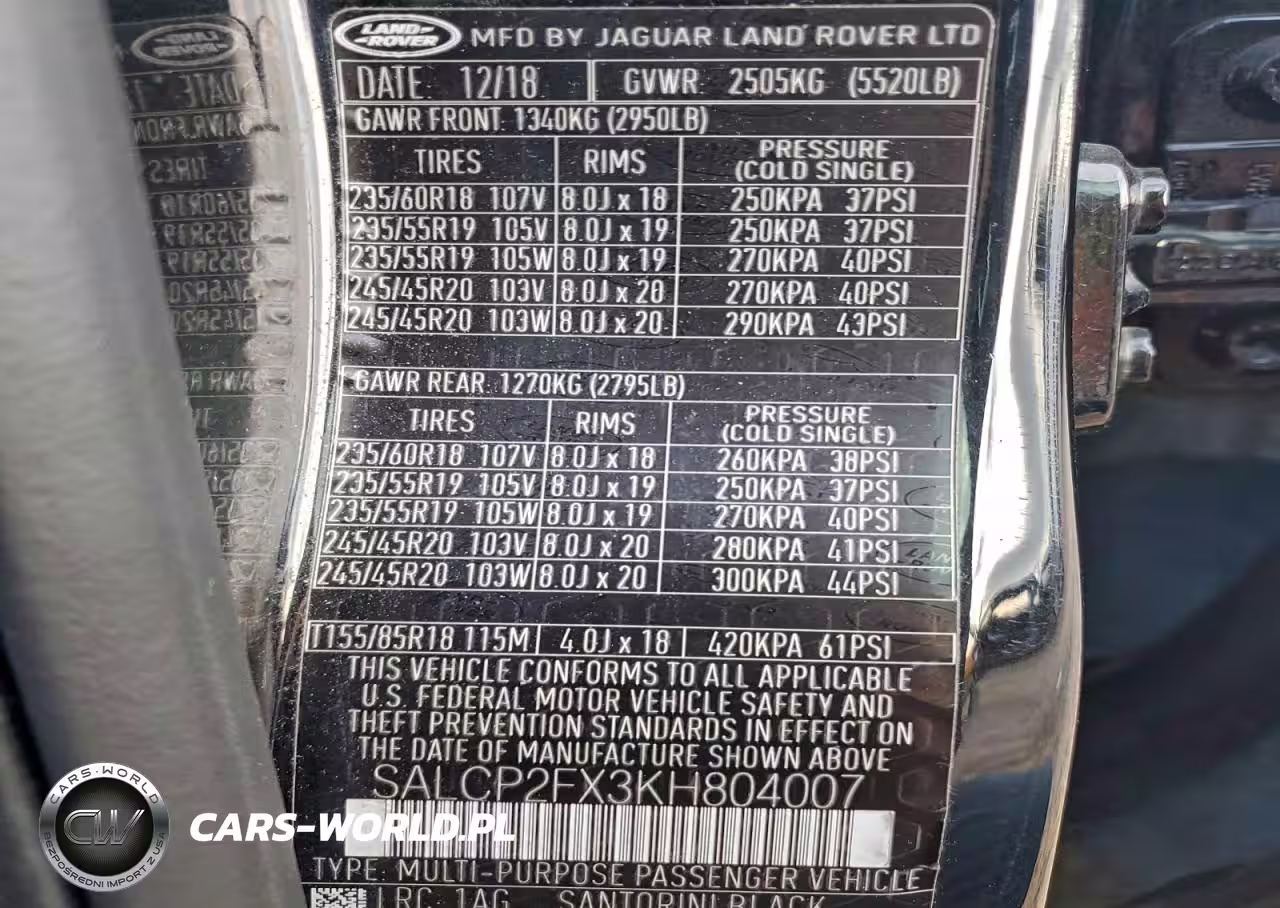 LAND-ROVER MFD BY JAGUAR LAND ROVER LTD
DATE: 12/18 GVWR: 2505KG (5520LB)
GAWR FRONT: 1340KG (2950LB)
TIRES RIMS PRESSURE (COLD SINGLE)
235/60R18 107V 8.0J x 18 250KPA 37PSI
235/55R19 105V 8.0J x 19 250KPA 37PSI
235/55R19 105W 8.0J x 19 270KPA 40PSI
245/45R20 103V 8.0J x 20 270KPA 40PSI
245/45R20 103W 8.0J x 20 290KPA 43PSI
GAWR REAR: 1270KG (2795LB)
TIRES RIMS PRESSURE (COLD SINGLE)
235/60R18 107V 8.0J x 18 260KPA 38PSI
235/55R19 105V 8.0J x 19 250KPA 37PSI
235/55R19 105W 8.0J x 19 270KPA 40PSI
245/45R20 103V 8.0J x 20 280KPA 41PSI
245/45R20 103W 8.0J x 20 300KPA 44PSI
T155/85R18 115M 4.0J x 18 420KPA 61PSI
THIS VEHICLE CONFORMS TO ALL APPLICABLE
U.S. FEDERAL MOTOR VEHICLE SAFETY AND
THEFT PREVENTION STANDARDS IN EFFECT ON
THE DATE OF MANUFACTURE SHOWN ABOVE
SALCP2FX3KH804007
TYPE: MULTI-PURPOSE PASSENGER VEHICLE
RC: 1AG SANTORINI BLACK
CARS-WORLD
CW
BEZPOŚREDNI IMPORT Z USA
CARS-WORLD.PL